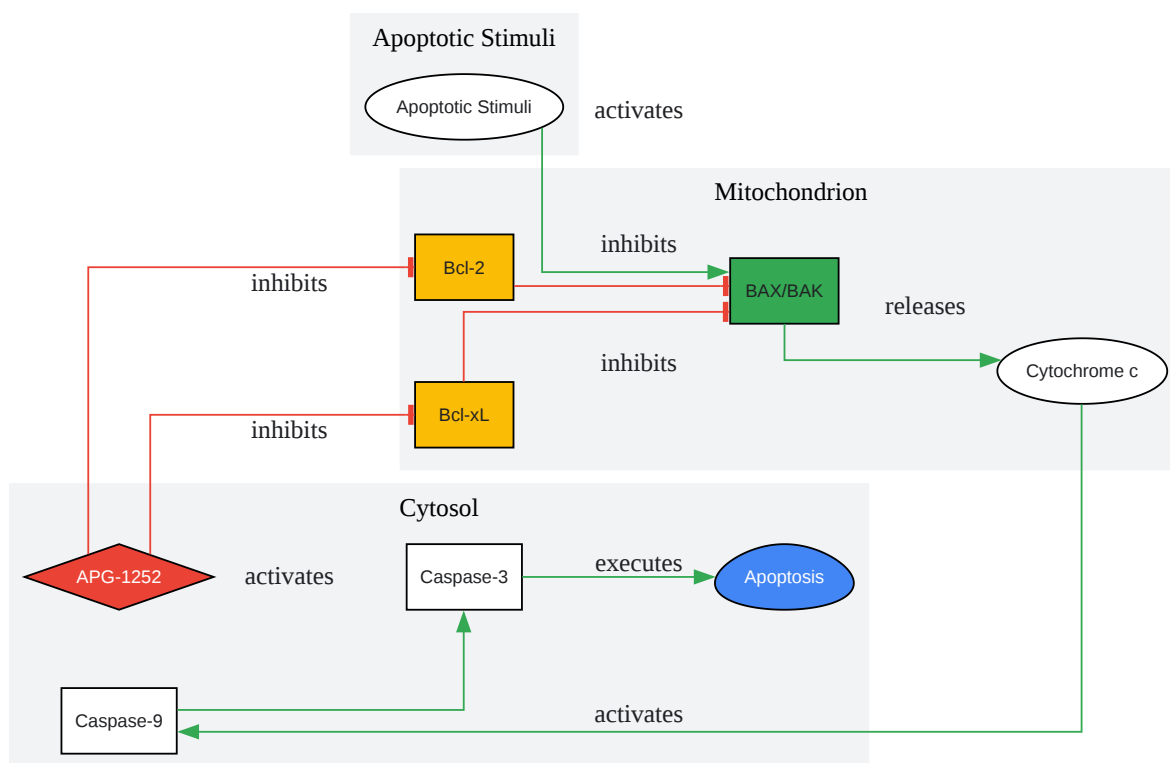 Apoptotic Stimuli
Apoptotic Stimuli
activates
Mitochondrion
inhibits
Bcl-2
inhibits
BAX/BAK
releases
inhibits
Cytochrome c
Bcl-xL
inhibits
Cytosol
APG-1252
activates
Caspase-3
executes
Apoptosis
Caspase-9
activates